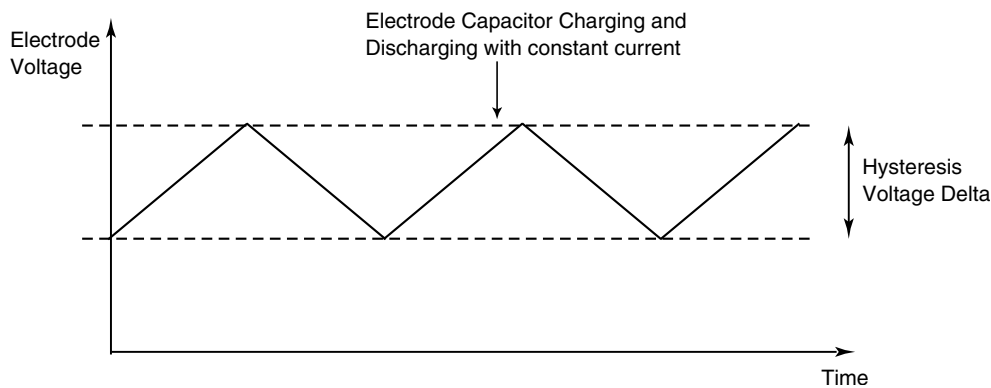 Electrode Capacitor Charging and
Discharging with constant current
Electrode
Voltage
Hysteresis
Voltage Delta
Time